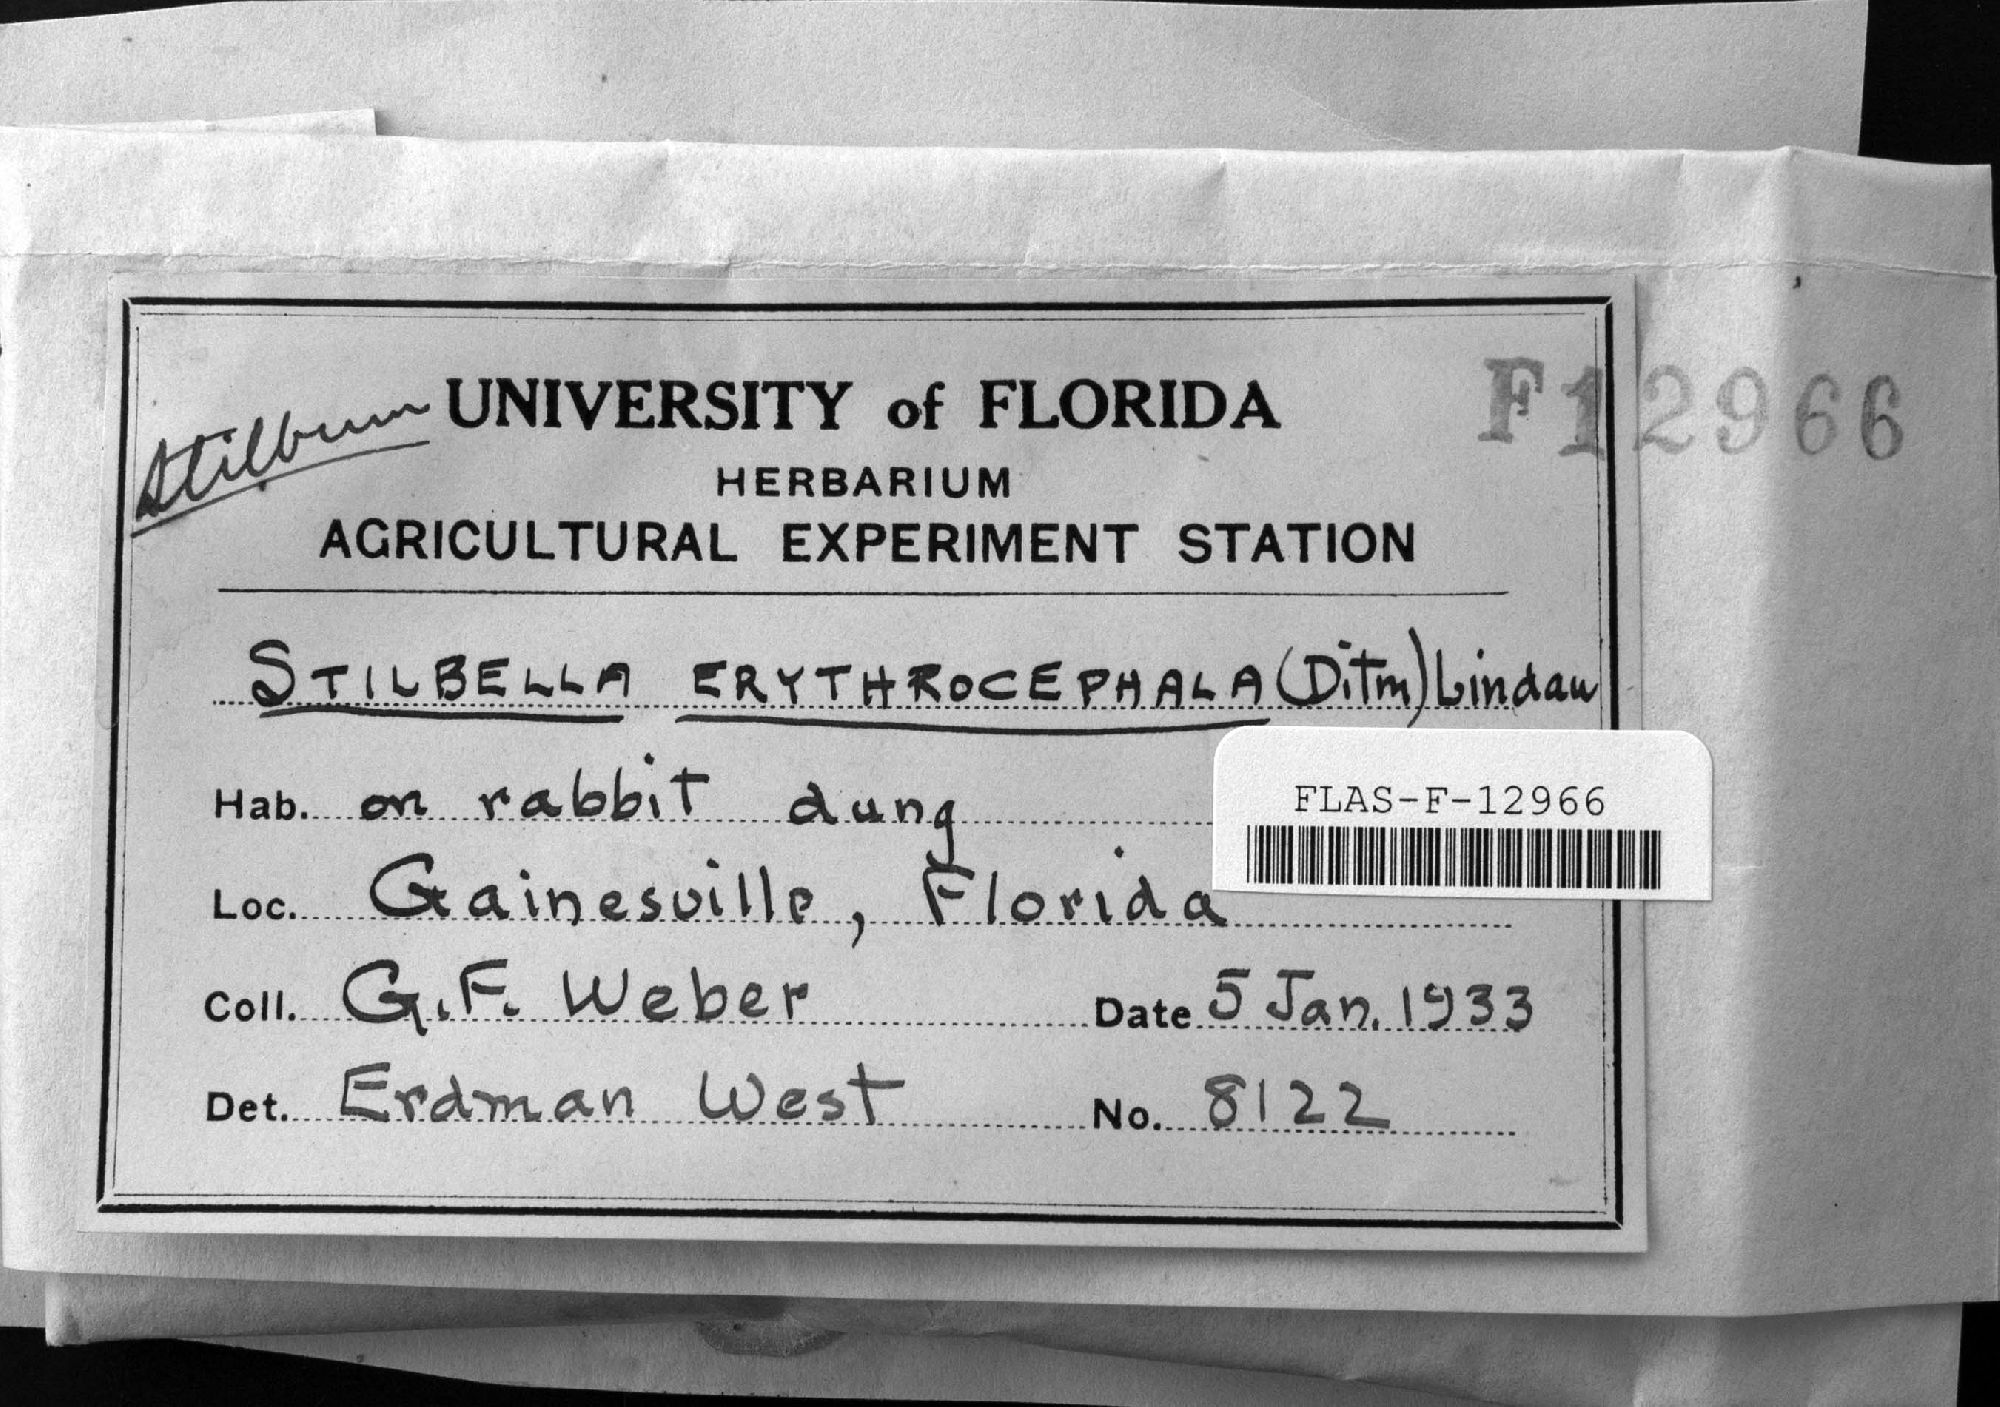 Stilbum
UNIVERSITY of FLORIDA
F12966
HERBARIUM
AGRICULTURAL EXPERIMENT STATION
STILBELLA ERYTHROCEPHALA (Ditm) Lindau
Hab. on rabbit dung
FLAS-F-12966
Loc. Gainesville, Florida
Coll. G.F. Weber Date 5 Jan. 1933
Det. Erdman West No. 8122